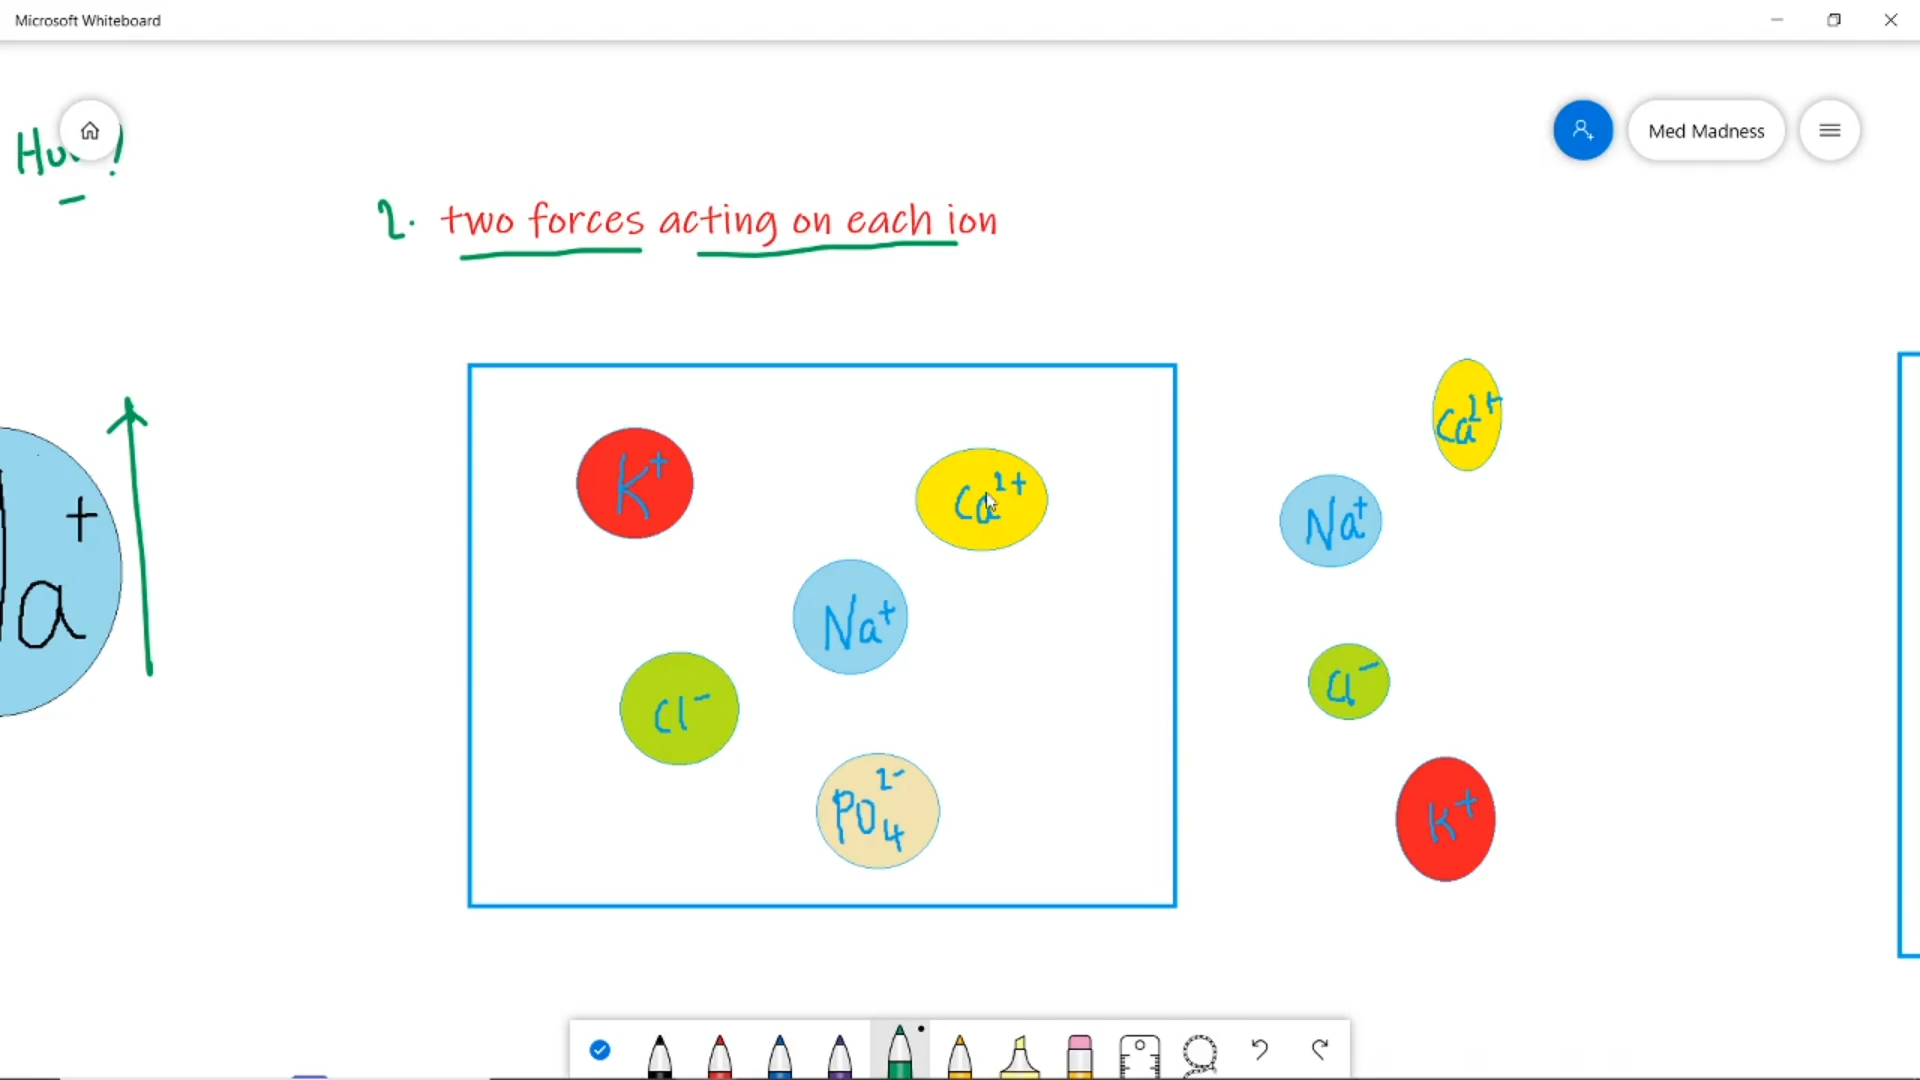 Microsoft Whiteboard
Med Madness
2. two forces acting on each ion
Ca2+
K+
Ca2+
Na+
+
a
Na+
Cl-
Cl-
PO4 2-
K+